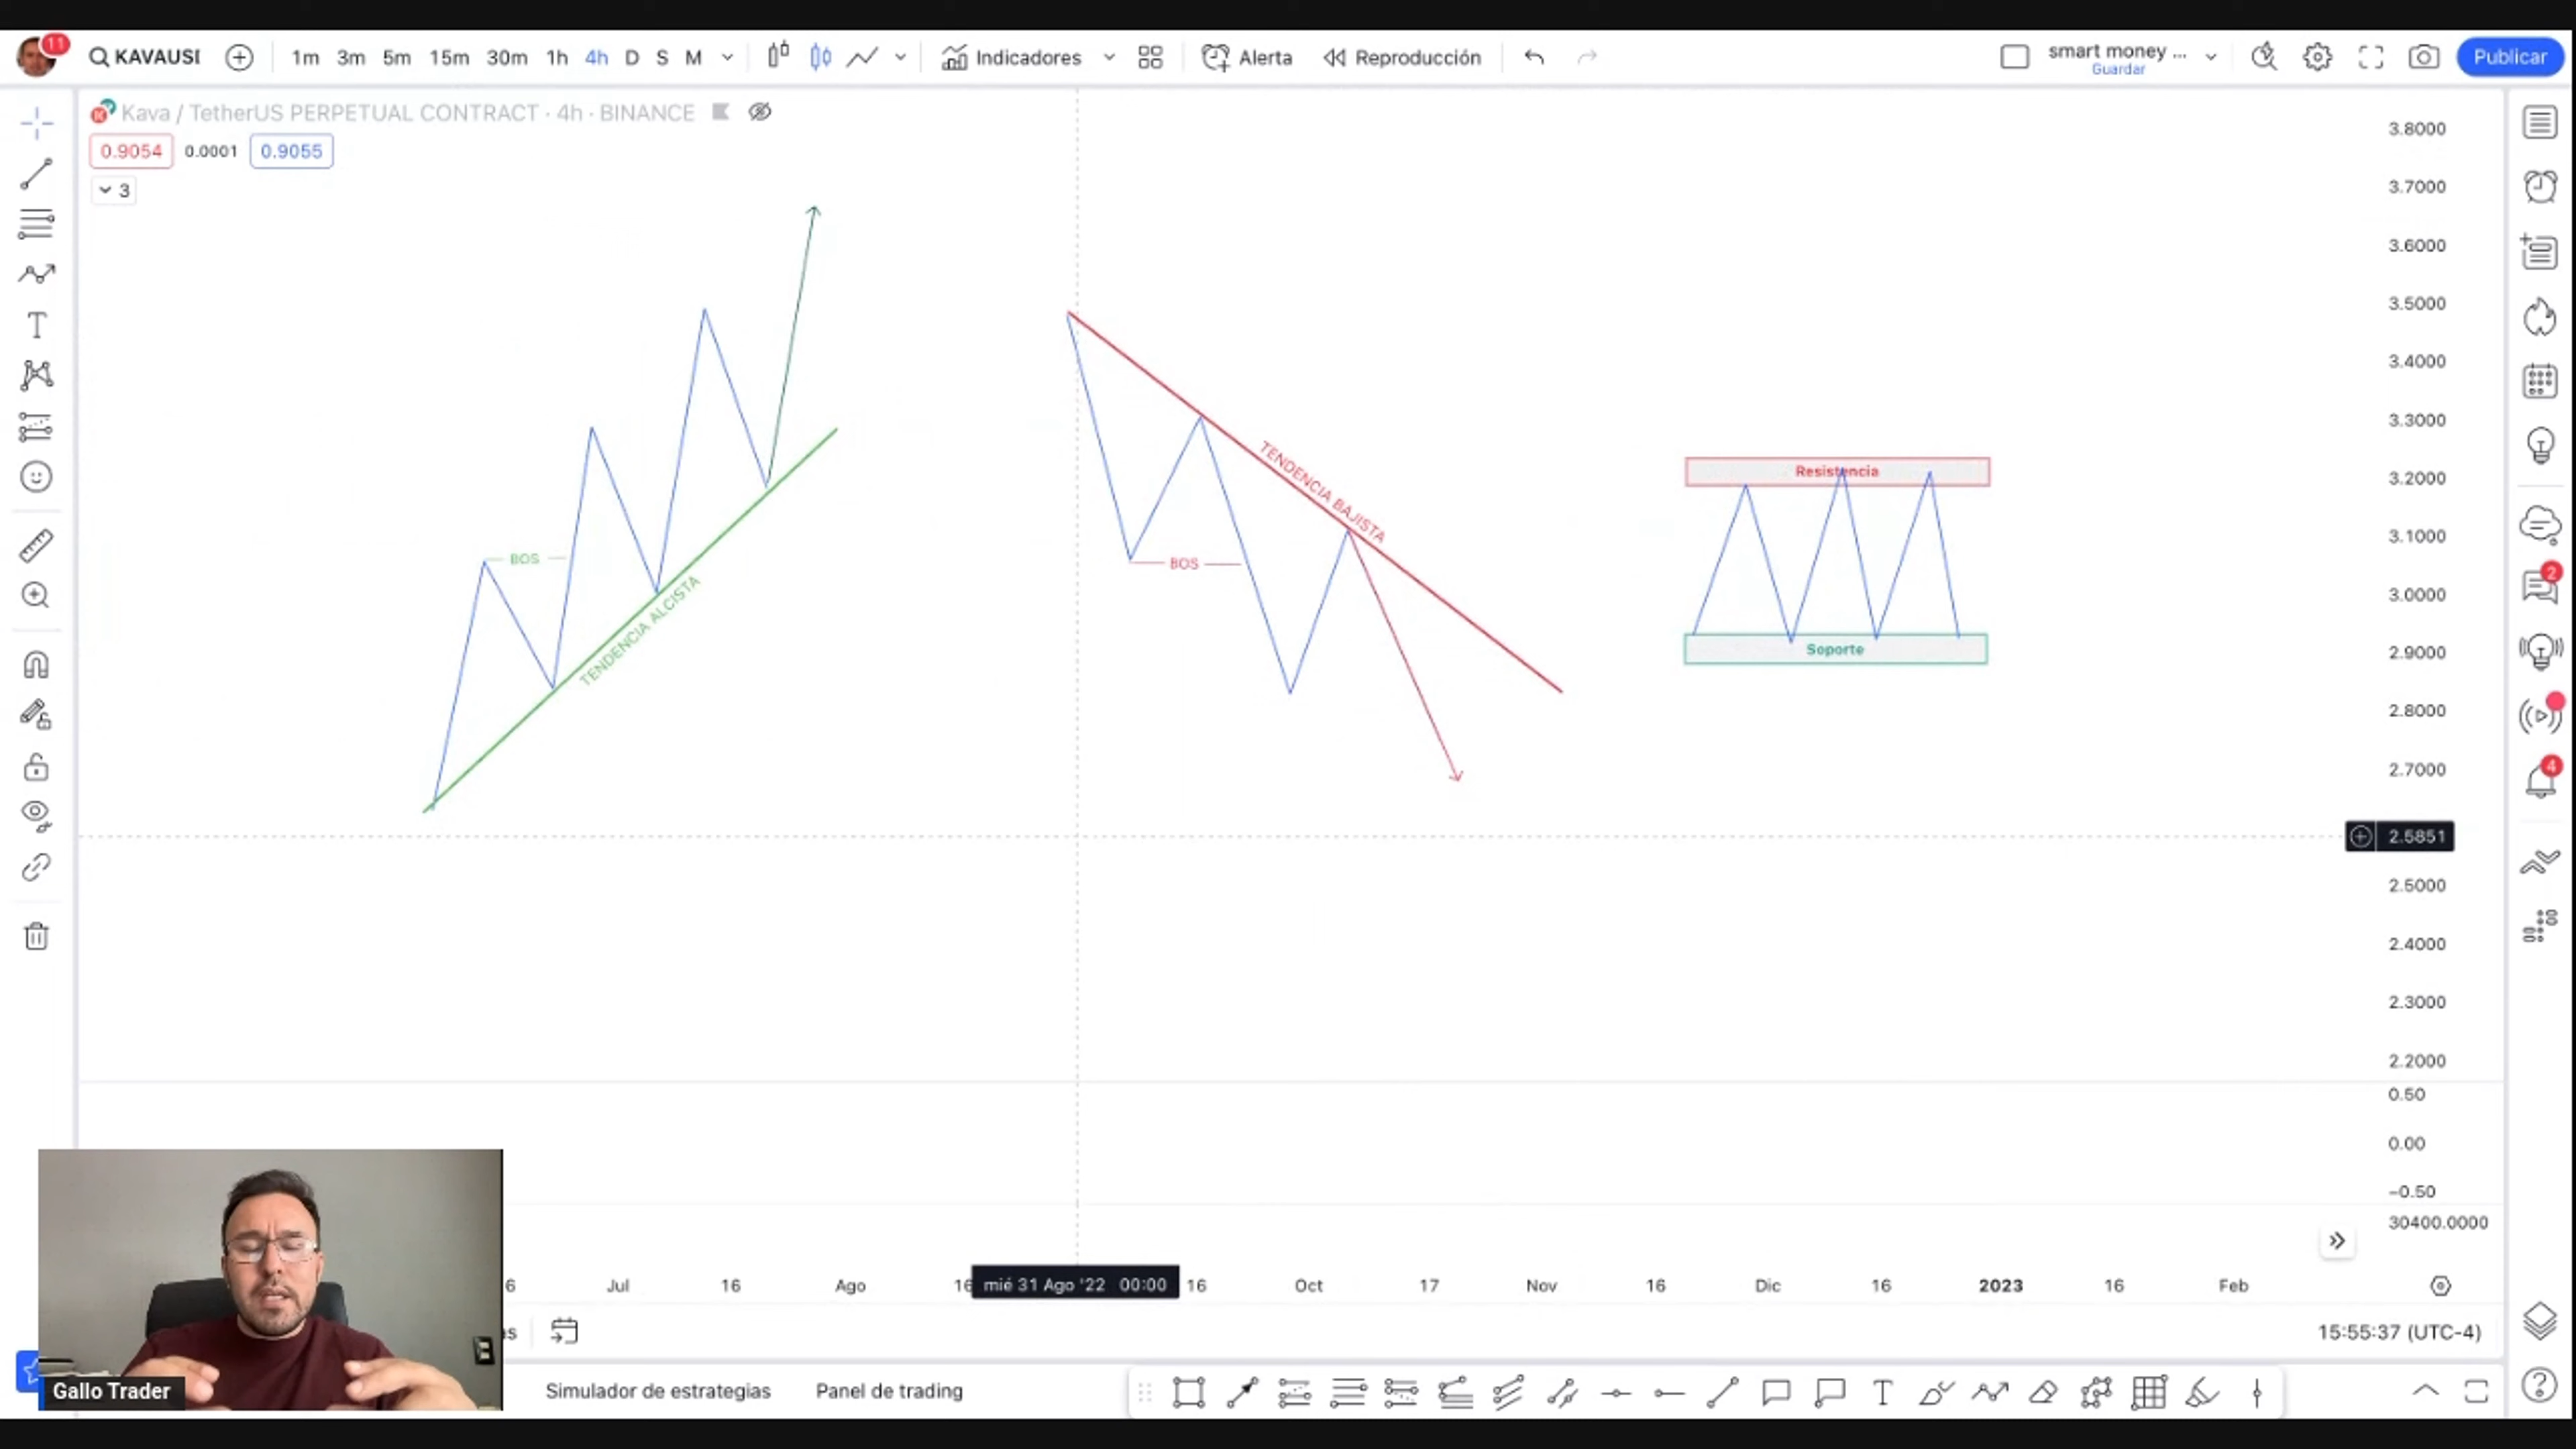 11
KAVAUSI
1m 3m 5m 15m 30m 1h 4h D S M
Indicadores
Alerta
Reproducción
smart money ...
Guardar
Publicar
Kava / TetherUS PERPETUAL CONTRACT · 4h · BINANCE
0.9054 0.0001 0.9055
3
BOS
TENDENCIA ALCISTA
TENDENCIA BAJISTA
BOS
Resistencia
Soporte
3.8000
3.7000
3.6000
3.5000
3.4000
3.3000
3.2000
3.1000
3.0000
2.9000
2.8000
2.7000
2.5851
2.5000
2.4000
2.3000
2.2000
0.50
0.00
−0.50
30400.0000
2
4
6 Jul 16 Ago 16 mié 31 Ago '22 00:00 16 Oct 17 Nov 16 Dic 16 2023 16 Feb
15:55:37 (UTC-4)
Gallo Trader
Simulador de estrategias
Panel de trading